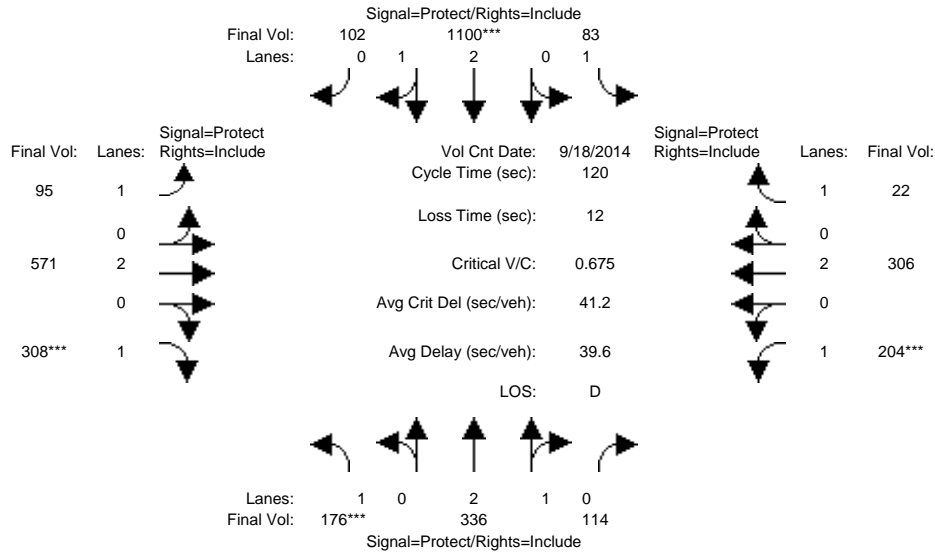 Signal=Protect/Rights=Include
Final Vol: 102 1100*** 83
Lanes: 0 1 2 0 1
Signal=Protect Signal=Protect
Final Vol: Lanes: Rights=Include Vol Cnt Date: 9/18/2014 Rights=Include Lanes: Final Vol:
Cycle Time (sec): 120
95 1 1 22
Loss Time (sec): 12
0 0
571 2 Critical V/C: 0.675 2 306
0 Avg Crit Del (sec/veh): 41.2 0
308*** 1 Avg Delay (sec/veh): 39.6 1 204***
LOS: D
Lanes: 1 0 2 1 0
Final Vol: 176*** 336 114
Signal=Protect/Rights=Include